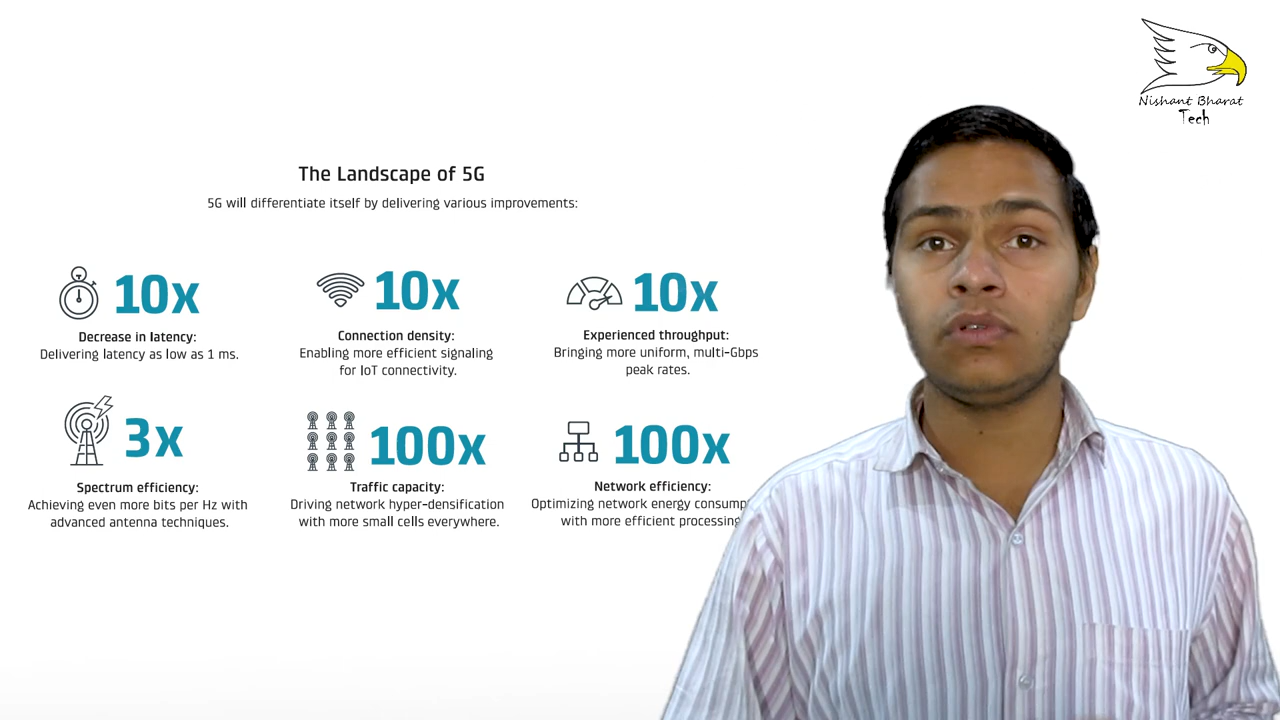 Nishant Bharat
Tech
The Landscape of 5G
5G will differentiate itself by delivering various improvements:
10x
Decrease in latency:
Delivering latency as low as 1 ms.
10x
Connection density:
Enabling more efficient signaling
for IoT connectivity.
10x
Experienced throughput:
Bringing more uniform, multi-Gbps
peak rates.
3x
Spectrum efficiency:
Achieving even more bits per Hz with
advanced antenna techniques.
100x
Traffic capacity:
Driving network hyper-densification
with more small cells everywhere.
100x
Network efficiency:
Optimizing network energy
with more efficient processing